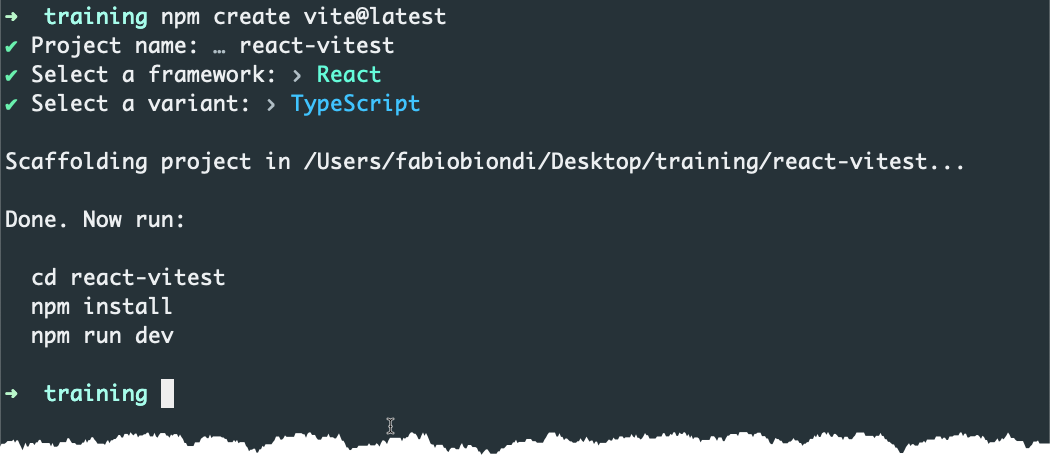 ➜  training npm create vite@latest
✔ Project name: … react-vitest
✔ Select a framework: › React
✔ Select a variant: › TypeScript
Scaffolding project in /Users/fabiobiondi/Desktop/training/react-vitest...
Done. Now run:
cd react-vitest
npm install
npm run dev
➜  training